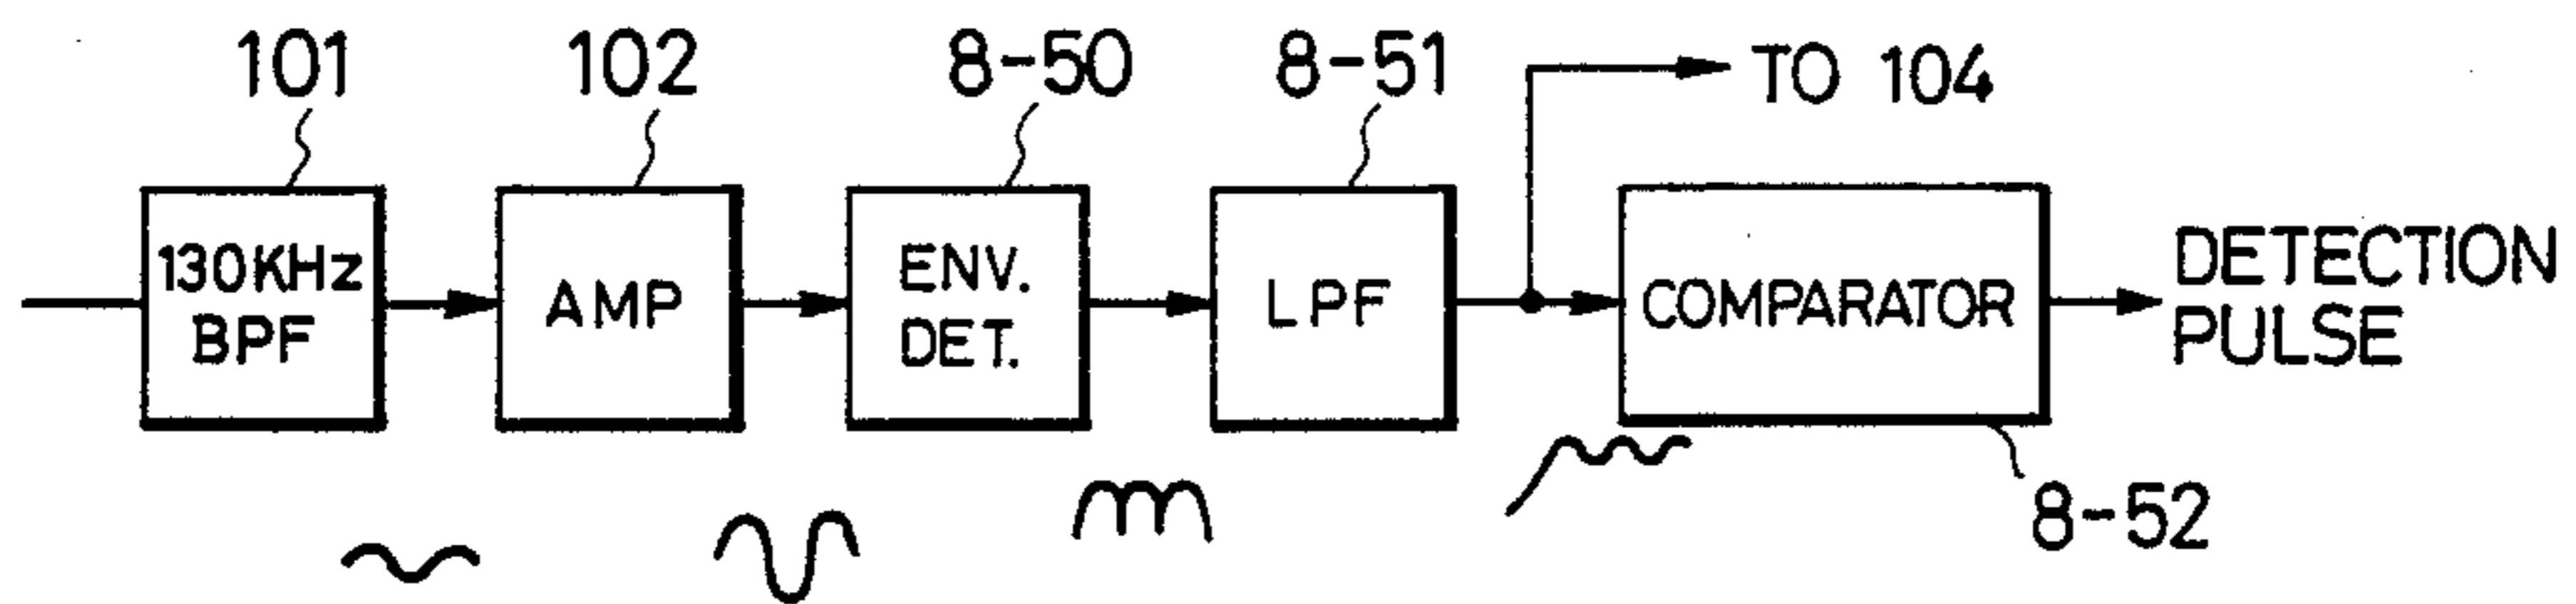 101
102
8-50
8-51
TO 104
130KHz
BPF
AMP
ENV.
DET.
LPF
COMPARATOR
DETECTION
PULSE
8-52